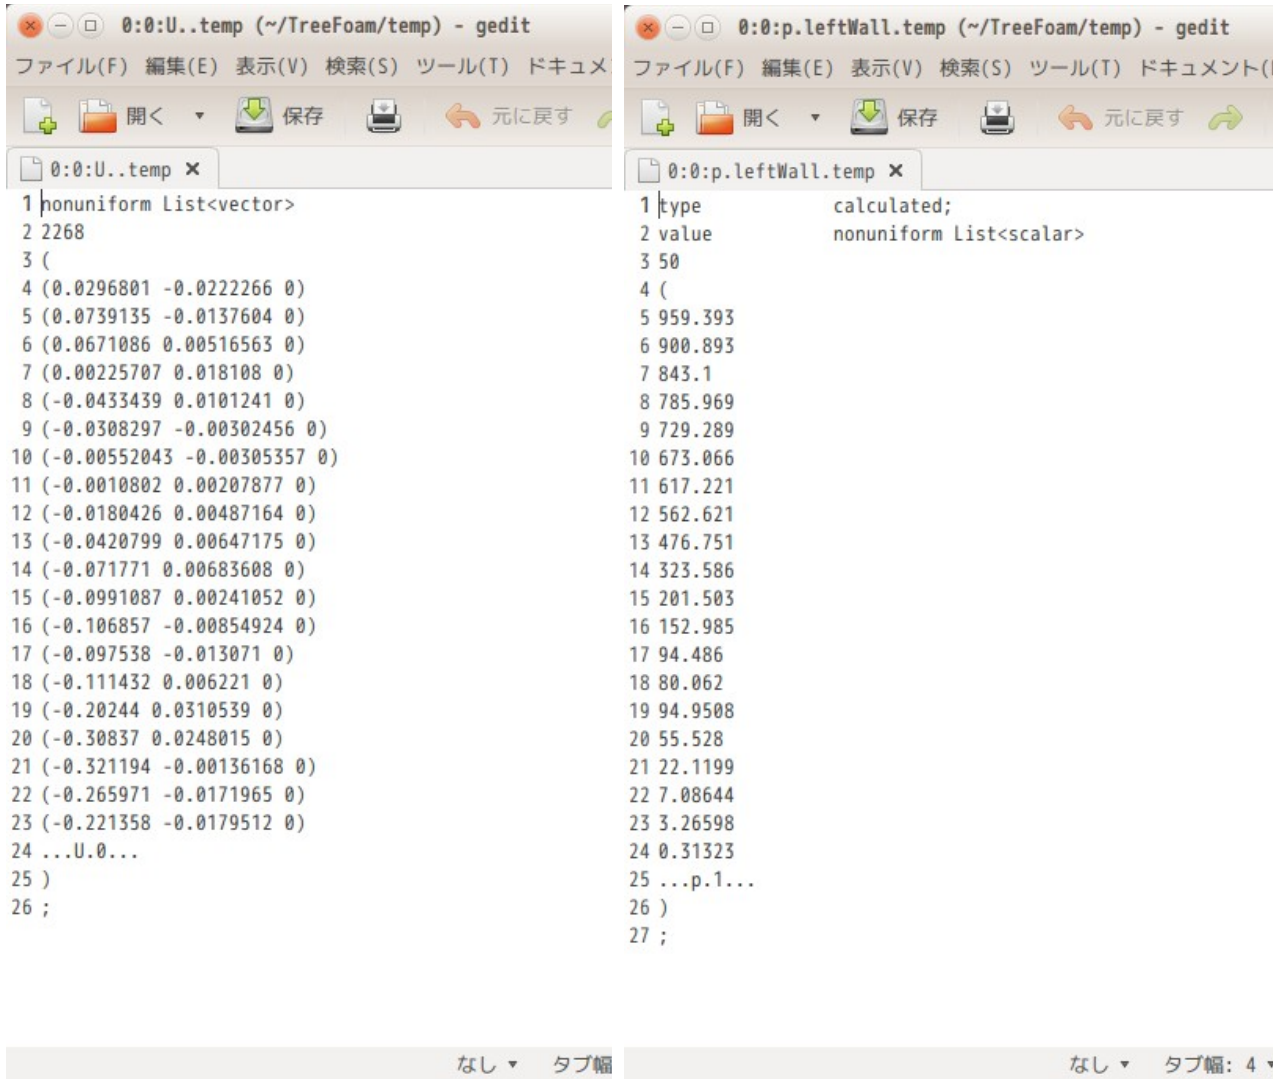 0:0:U..temp (~/TreeFoam/temp) - gedit
ファイル(F) 編集(E) 表示(V) 検索(S) ツール(T) ドキュメ
開く 保存 元に戻す
0:0:U..temp
1 nonuniform List<vector>
2 2268
3 (
4 (0.0296801 -0.0222266 0)
5 (0.0739135 -0.0137604 0)
6 (0.0671086 0.00516563 0)
7 (0.00225707 0.018108 0)
8 (-0.0433439 0.0101241 0)
9 (-0.0308297 -0.00302456 0)
10 (-0.00552043 -0.00305357 0)
11 (-0.0010802 0.00207877 0)
12 (-0.0180426 0.00487164 0)
13 (-0.0420799 0.00647175 0)
14 (-0.071771 0.00683608 0)
15 (-0.0991087 0.00241052 0)
16 (-0.106857 -0.00854924 0)
17 (-0.097538 -0.013071 0)
18 (-0.111432 0.006221 0)
19 (-0.20244 0.0310539 0)
20 (-0.30837 0.0248015 0)
21 (-0.321194 -0.00136168 0)
22 (-0.265971 -0.0171965 0)
23 (-0.221358 -0.0179512 0)
24 ...U.0...
25 )
26 ;
なし タブ幅
0:0:p.leftWall.temp (~/TreeFoam/temp) - gedit
ファイル(F) 編集(E) 表示(V) 検索(S) ツール(T) ドキュメント(
開く 保存 元に戻す
0:0:p.leftWall.temp
1 type calculated;
2 value nonuniform List<scalar>
3 50
4 (
5 959.393
6 900.893
7 843.1
8 785.969
9 729.289
10 673.066
11 617.221
12 562.621
13 476.751
14 323.586
15 201.503
16 152.985
17 94.486
18 80.062
19 94.9508
20 55.528
21 22.1199
22 7.08644
23 3.26598
24 0.31323
25 ...p.1...
26 )
27 ;
なし タブ幅: 4